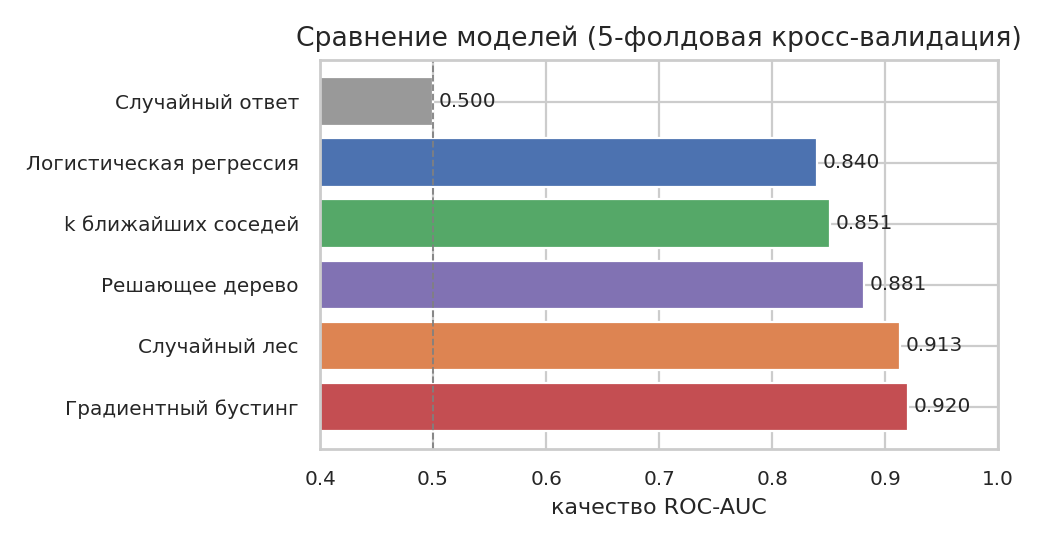 Сравнение моделей (5-фолдовая кросс-валидация)
Случайный ответ 0.500
Логистическая регрессия 0.840
k ближайших соседей 0.851
Решающее дерево 0.881
Случайный лес 0.913
Градиентный бустинг 0.920
0.4 0.5 0.6 0.7 0.8 0.9 1.0
качество ROC-AUC